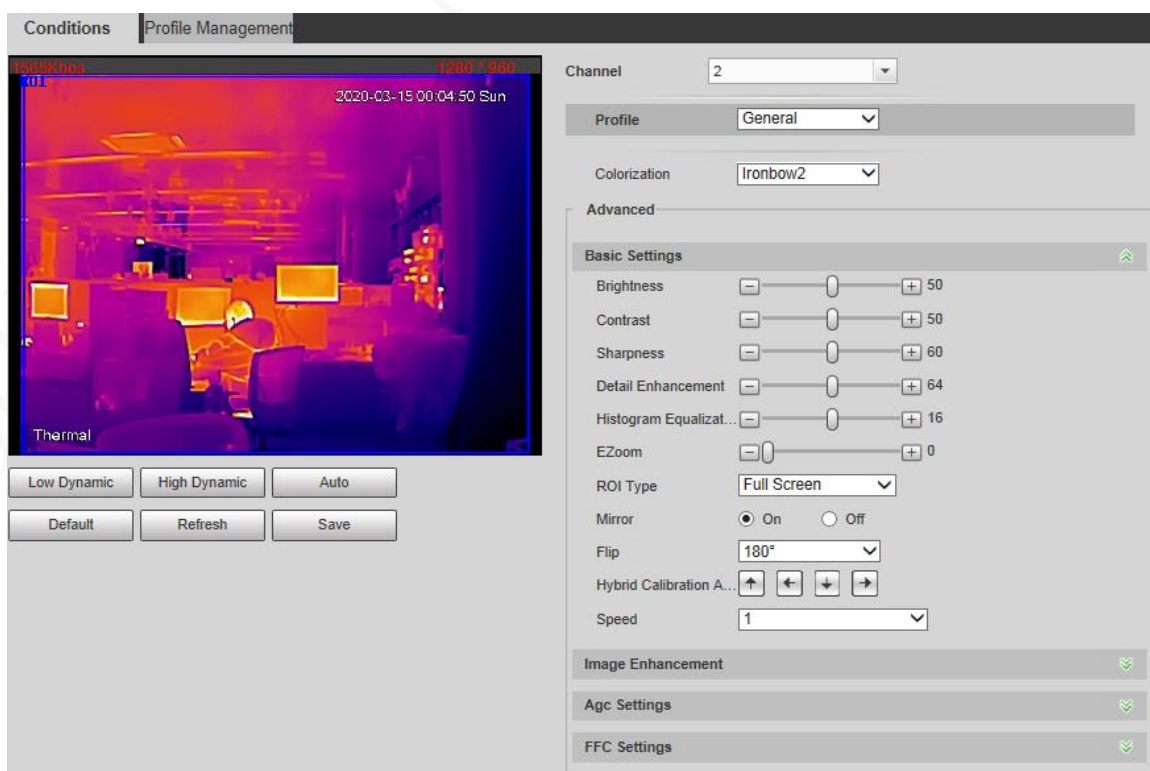 Conditions
Profile Management
1565Kbps
1280 * 960
R01
2020-03-15 00:04:50 Sun
Thermal
Low Dynamic
High Dynamic
Auto
Default
Refresh
Save
Channel 2
Profile General
Colorization Ironbow2
Advanced
Basic Settings
Brightness 50
Contrast 50
Sharpness 60
Detail Enhancement 64
Histogram Equalizat... 16
EZoom 0
ROI Type Full Screen
Mirror On Off
Flip 180°
Hybrid Calibration A...
Speed 1
Image Enhancement
Agc Settings
FFC Settings